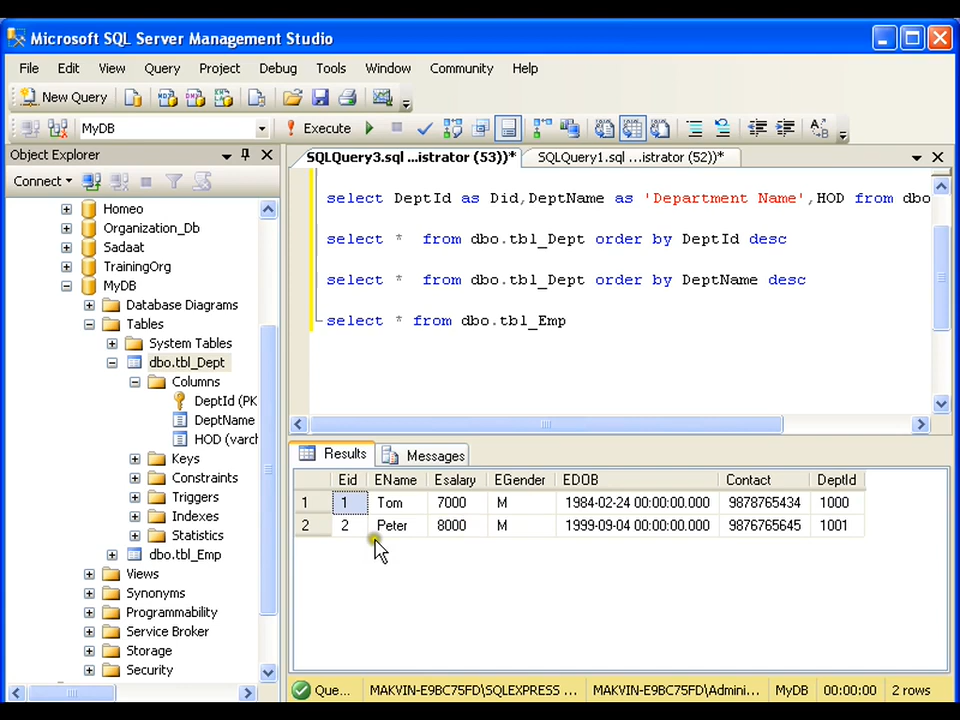 Microsoft SQL Server Management Studio
File Edit View Query Project Debug Tools Window Community Help
New Query
MyDB Execute
Object Explorer
SQLQuery3.sql ...istrator (53))* SQLQuery1.sql ...istrator (52))*
Connect
Homeo
Organization_Db
Sadaat
TrainingOrg
MyDB
Database Diagrams
Tables
System Tables
dbo.tbl_Dept
Columns
DeptId (PK
DeptName
HOD (varch
Keys
Constraints
Triggers
Indexes
Statistics
dbo.tbl_Emp
Views
Synonyms
Programmability
Service Broker
Storage
Security
select DeptId as Did,DeptName as 'Department Name',HOD from dbo
select * from dbo.tbl_Dept order by DeptId desc
select * from dbo.tbl_Dept order by DeptName desc
select * from dbo.tbl_Emp
Results Messages
Eid EName Esalary EGender EDOB Contact DeptId
1 1 Tom 7000 M 1984-02-24 00:00:00.000 9878765434 1000
2 2 Peter 8000 M 1999-09-04 00:00:00.000 9876765645 1001
Que... MAKVIN-E9BC75FD\SQLEXPRESS ... MAKVIN-E9BC75FD\Admini... MyDB 00:00:00 2 rows